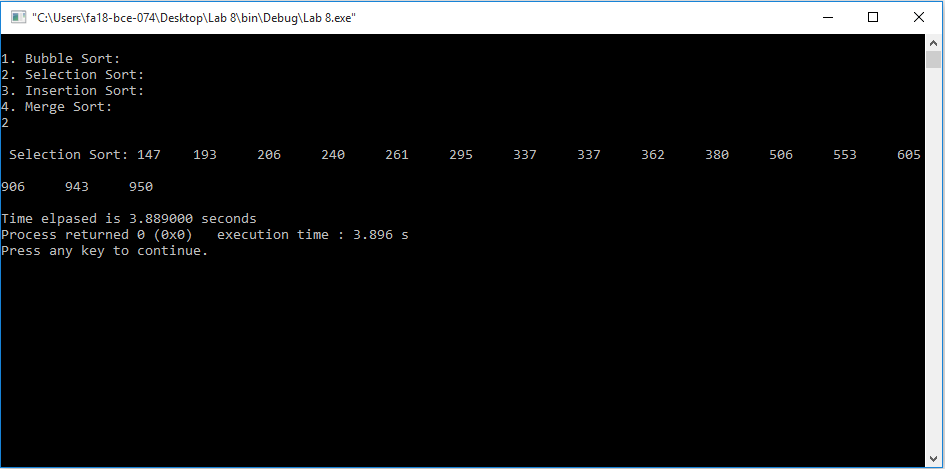 "C:\Users\fa18-bce-074\Desktop\Lab 8\bin\Debug\Lab 8.exe"
1. Bubble Sort:
2. Selection Sort:
3. Insertion Sort:
4. Merge Sort:
2
Selection Sort: 147 193 206 240 261 295 337 337 362 380 506 553 605
906 943 950
Time elpased is 3.889000 seconds
Process returned 0 (0x0) execution time : 3.896 s
Press any key to continue.